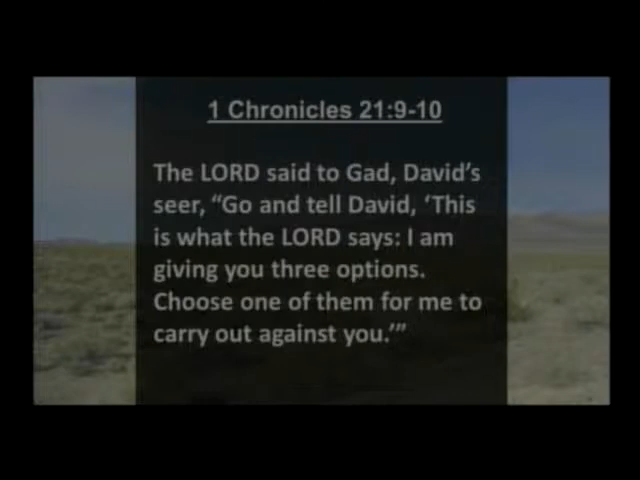 1 Chronicles 21:9-10
The LORD said to Gad, David’s
seer, “Go and tell David, ‘This
is what the LORD says: I am
giving you three options.
Choose one of them for me to
carry out against you.’”